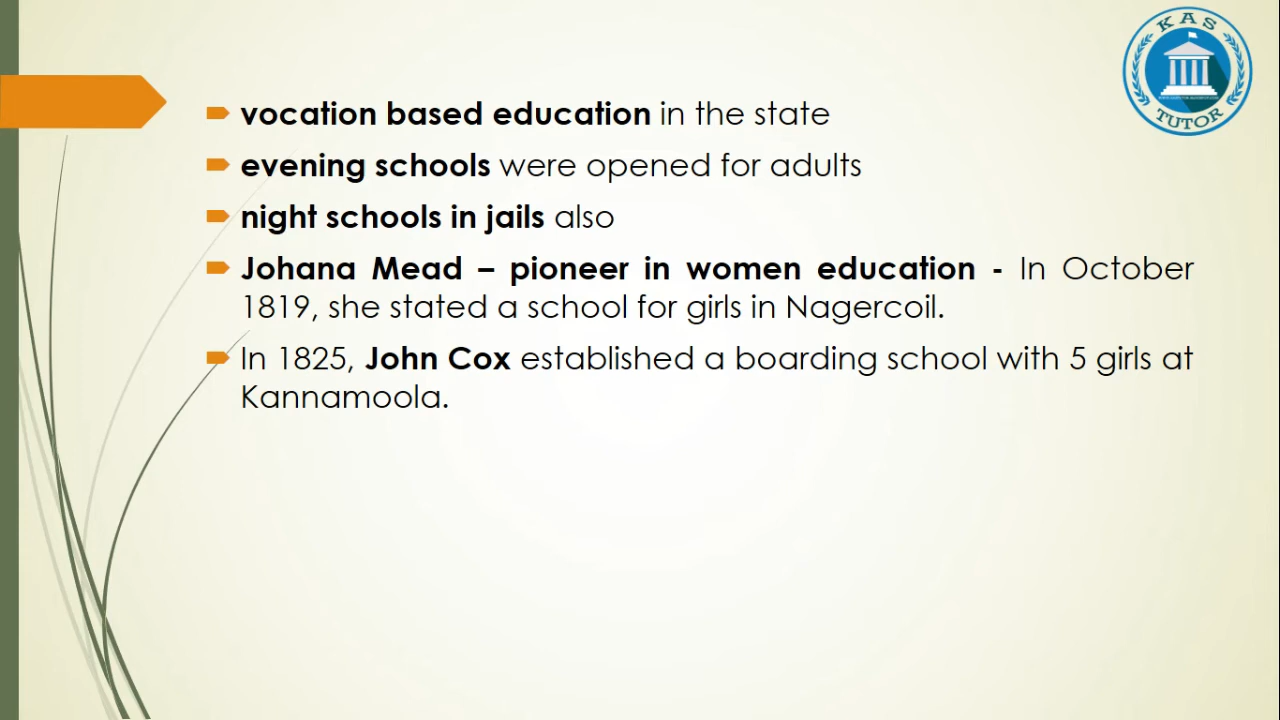 KAS
TUTOR
vocation based education in the state
evening schools were opened for adults
night schools in jails also
Johana Mead – pioneer in women education - In October
1819, she stated a school for girls in Nagercoil.
In 1825, John Cox established a boarding school with 5 girls at
Kannamoola.